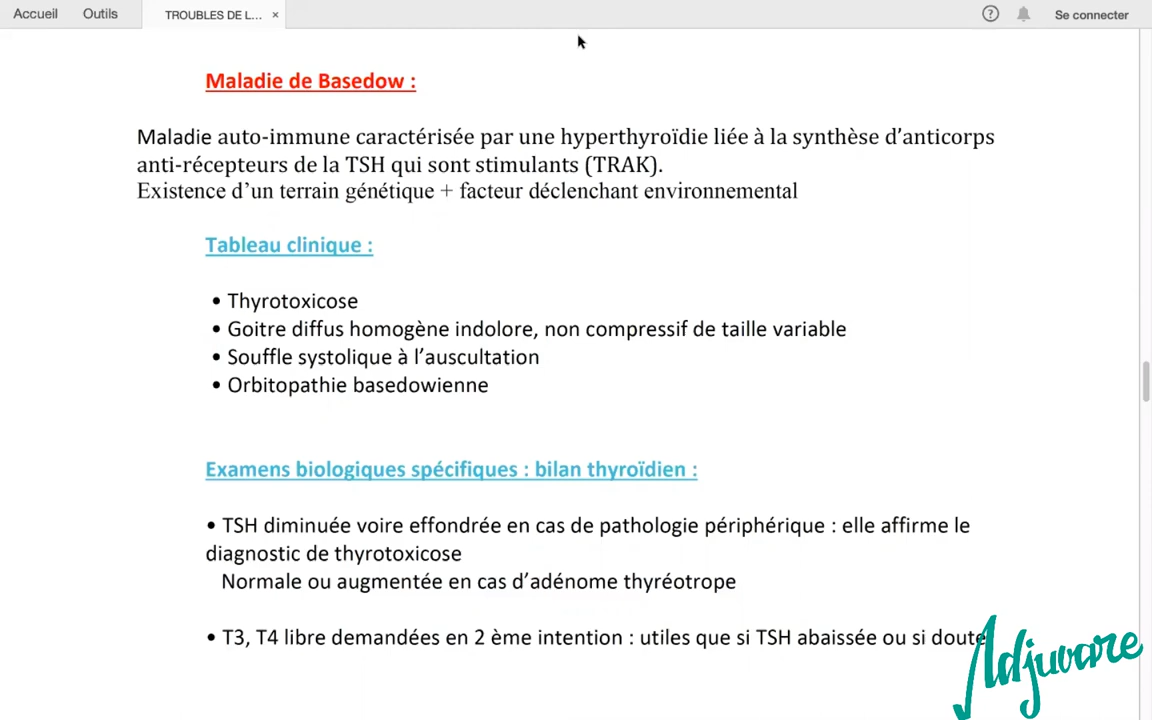 Accueil Outils TROUBLES DE L... × ? Se connecter
Maladie de Basedow :
Maladie auto-immune caractérisée par une hyperthyroïdie liée à la synthèse d’anticorps
anti-récepteurs de la TSH qui sont stimulants (TRAK).
Existence d’un terrain génétique + facteur déclenchant environnemental
Tableau clinique :
• Thyrotoxicose
• Goitre diffus homogène indolore, non compressif de taille variable
• Souffle systolique à l’auscultation
• Orbitopathie basedowienne
Examens biologiques spécifiques : bilan thyroïdien :
• TSH diminuée voire effondrée en cas de pathologie périphérique : elle affirme le
diagnostic de thyrotoxicose
Normale ou augmentée en cas d’adénome thyréotrope
• T3, T4 libre demandées en 2 ème intention : utiles que si TSH abaissée ou si doute
Adjuvare